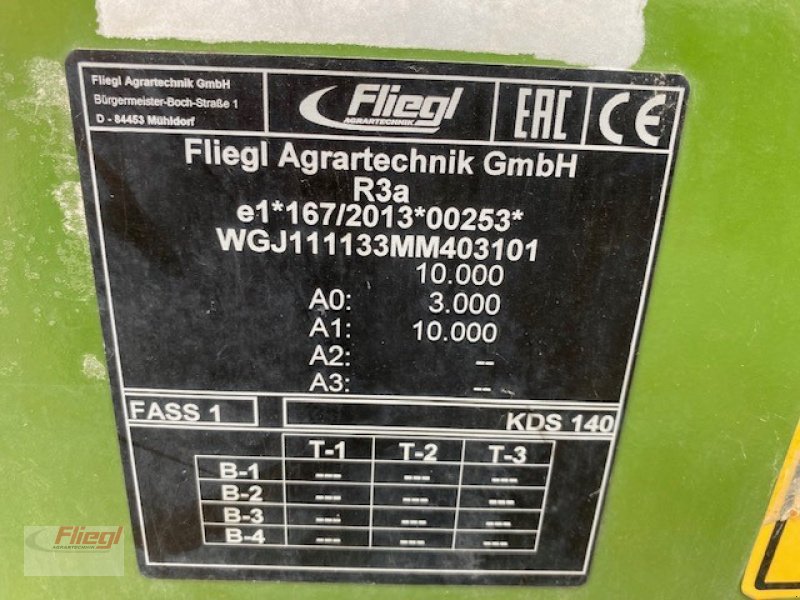 Fliegl Agrartechnik GmbH
Bürgermeister-Boch-Straße 1
D - 84453 Mühldorf
Fliegl
AGRARTECHNIK
EAC
CE
Fliegl Agrartechnik GmbH
R3a
e1*167/2013*00253*
WGJ111133MM403101
10.000
A0: 3.000
A1: 10.000
A2: --
A3: --
FASS 1 KDS 140
T-1 T-2 T-3
B-1 --- --- ---
B-2 --- --- ---
B-3 --- --- ---
B-4 --- --- ---
Fliegl
AGRARTECHNIK